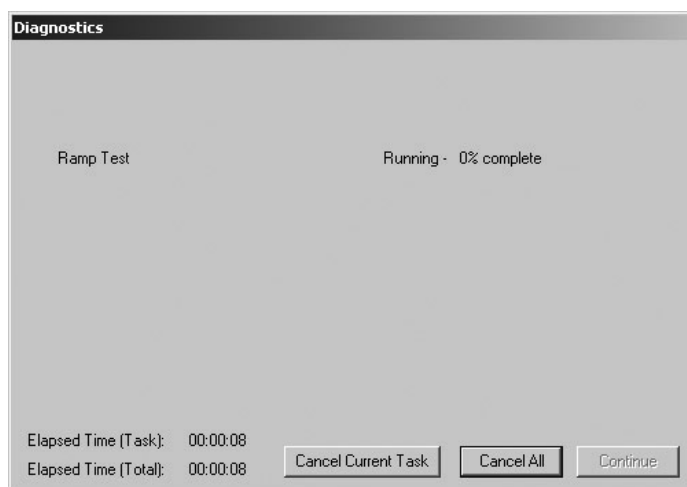 Diagnostics
Ramp Test Running - 0% complete
Elapsed Time (Task): 00:00:08
Elapsed Time (Total): 00:00:08
Cancel Current Task Cancel All Continue